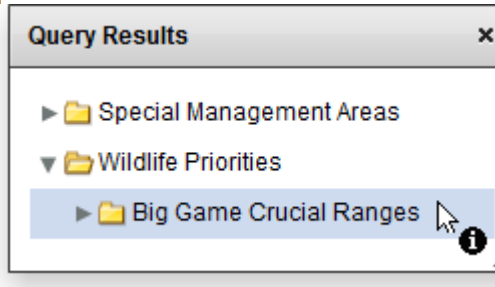 Query Results
Special Management Areas
Wildlife Priorities
Big Game Crucial Ranges